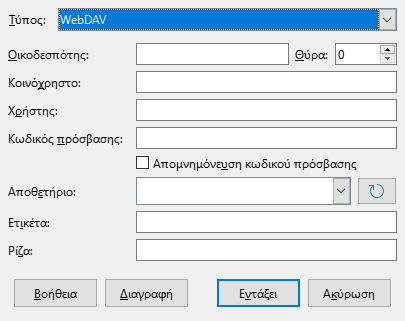 Τύπος: WebDAV
Οικοδεσπότης: Θύρα: 0
Κοινόχρηστο:
Χρήστης:
Κωδικός πρόσβασης:
Απομνημόνευση κωδικού πρόσβασης
Αποθετήριο:
Ετικέτα:
Ρίζα:
Βοήθεια Διαγραφή Εντάξει Ακύρωση